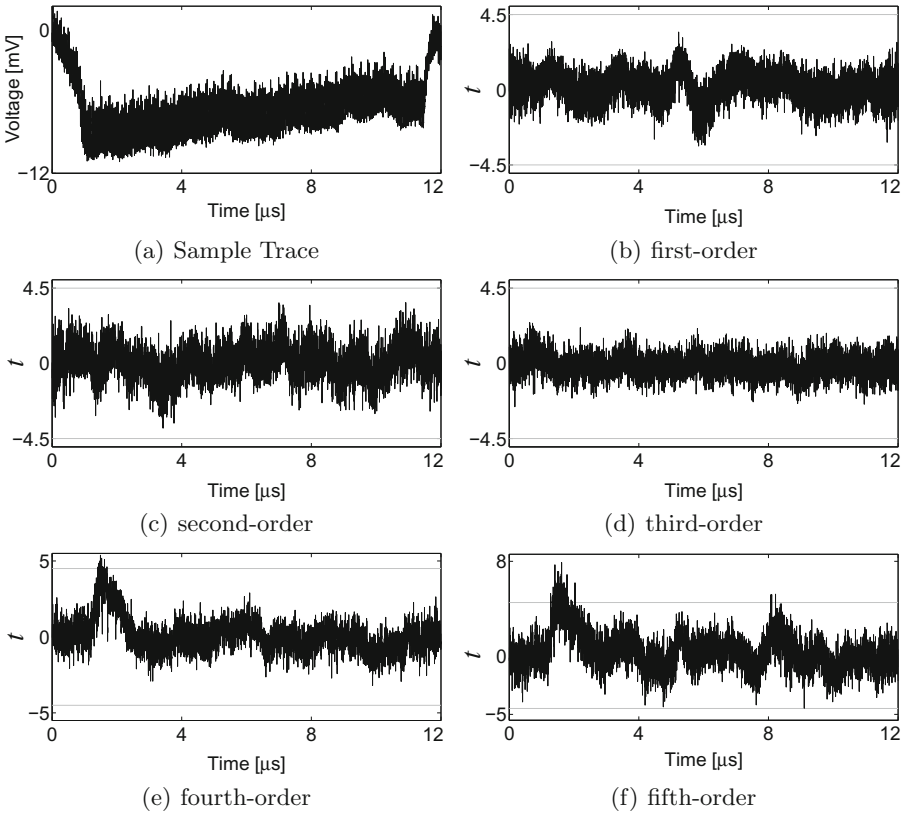 0
Voltage [mV]
−12
0
4
8
12
Time [μs]
(a) Sample Trace
4.5
t
0
−4.5
0
4
8
12
Time [μs]
(b) first-order
4.5
t
0
−4.5
0
4
8
12
Time [μs]
(c) second-order
4.5
t
0
−4.5
0
4
8
12
Time [μs]
(d) third-order
5
t
0
−5
0
4
8
12
Time [μs]
(e) fourth-order
8
t
0
−5
0
4
8
12
Time [μs]
(f) fifth-order